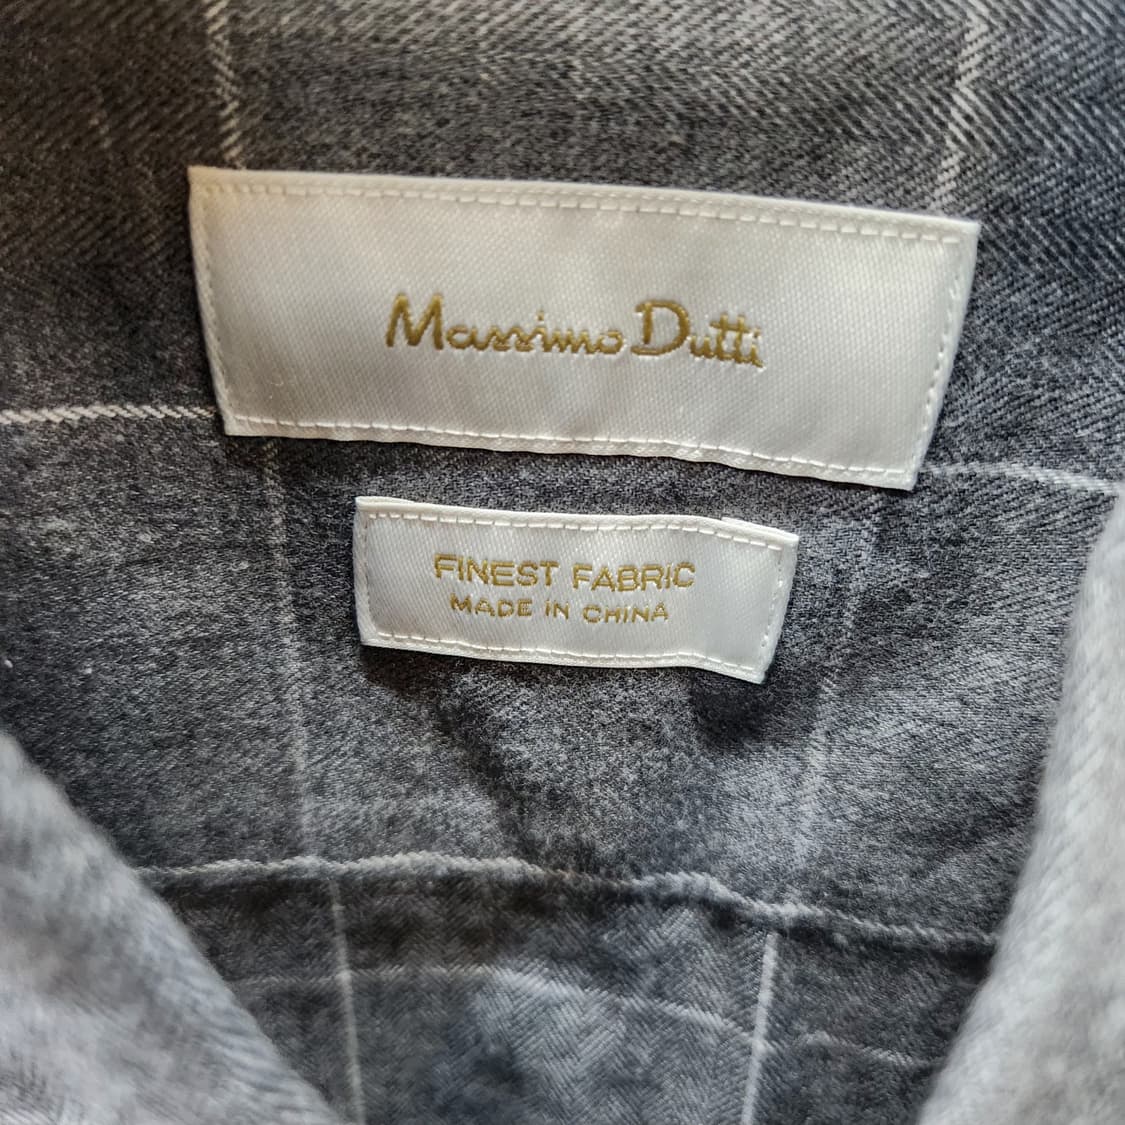 Massimo Dutti
FINEST FABRIC
MADE IN CHINA